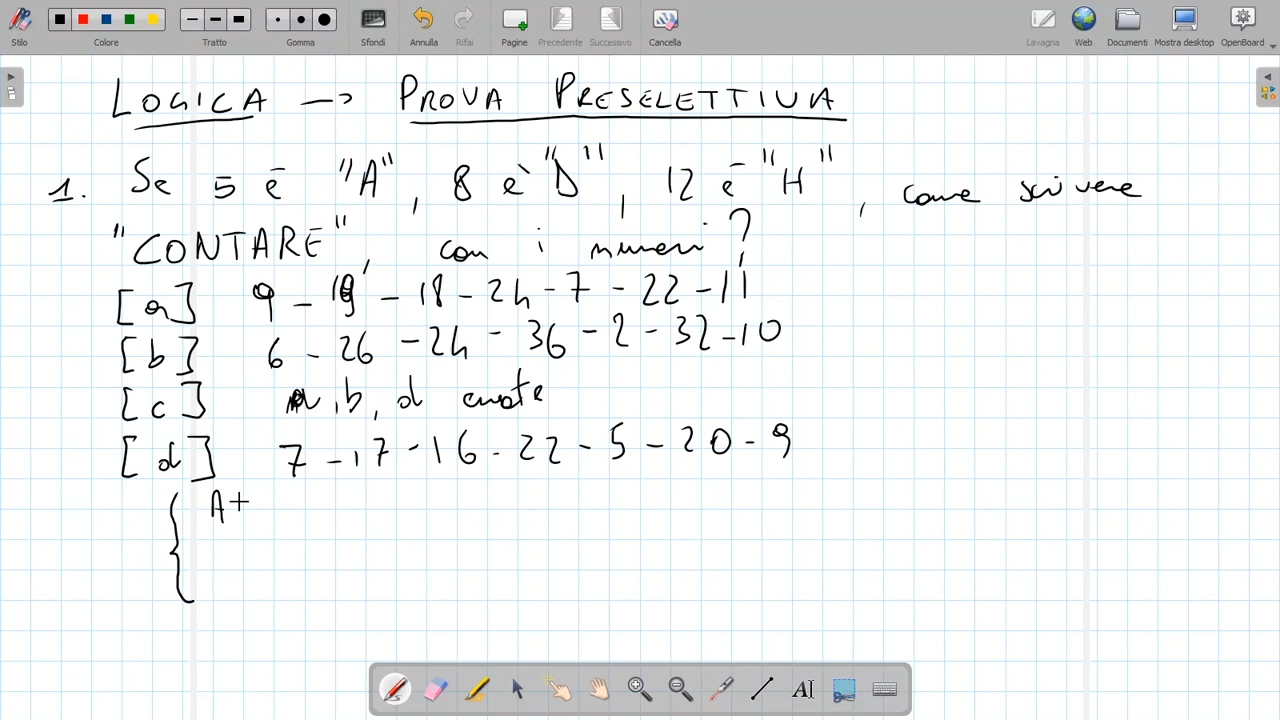 Stilo Colore Tratto Gomma Sfondi Annulla Rifai Pagine Precedente Successivo Cancella Lavagna Web Documenti Mostra desktop OpenBoard
LOGICA -> PROVA PRESELETTIVA
1. Se 5 è "A", 8 è "D", 12 è "H", come scrivere
"CONTARE", con i numeri?
[a] 9 - 19 - 18 - 24 - 7 - 22 - 11
[b] 6 - 26 - 24 - 36 - 2 - 32 - 10
[c] a, b, d errate
[d] 7 - 17 - 16 - 22 - 5 - 20 - 9
{ A +